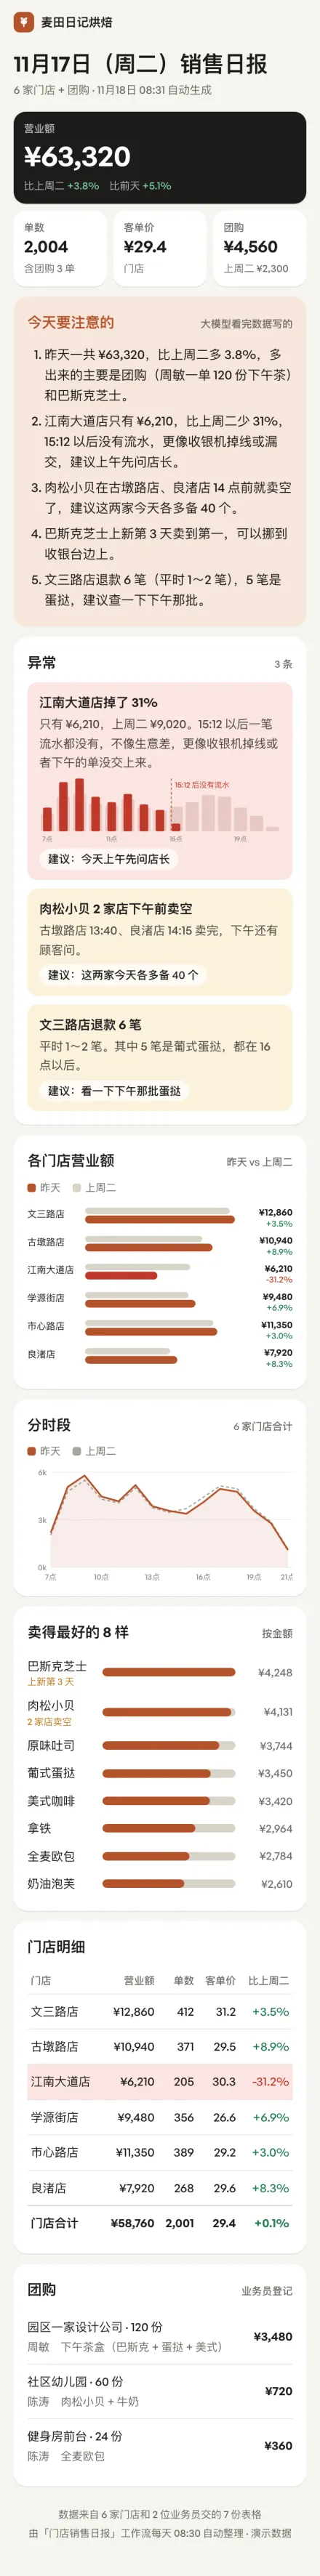 ¥ 麦田日记烘焙
11月17日（周二）销售日报
6 家门店 + 团购 · 11月18日 08:31 自动生成
营业额
¥63,320
比上周二 +3.8% 比前天 +5.1%
单数 客单价 团购
2,004 ¥29.4 ¥4,560
含团购 3 单 门店 上周二 ¥2,300
今天要注意的 大模型看完数据写的
1. 昨天一共 ¥63,320，比上周二多 3.8%，多
出来的主要是团购（周敏一单 120 份下午茶）
和巴斯克芝士。
2. 江南大道店只有 ¥6,210，比上周二少 31%，
15:12 以后没有流水，更像收银机掉线或漏
交，建议上午先问店长。
3. 肉松小贝在古墩路店、良渚店 14 点前就卖空
了，建议这两家今天各多备 40 个。
4. 巴斯克芝士上新第 3 天卖到第一，可以挪到
收银台边上。
5. 文三路店退款 6 笔（平时 1～2 笔），5 笔是
蛋挞，建议查一下下午那批。
异常 3 条
江南大道店掉了 31%
只有 ¥6,210，上周二 ¥9,020。15:12 以后一笔
流水都没有，不像生意差，更像收银机掉线或
者下午的单没交上来。
15:12 后没有流水
7点 11点 15点 19点
建议：今天上午先问店长
肉松小贝 2 家店下午前卖空
古墩路店 13:40、良渚店 14:15 卖完，下午还有
顾客问。
建议：这两家今天各多备 40 个
文三路店退款 6 笔
平时 1～2 笔。其中 5 笔是葡式蛋挞，都在 16
点以后。
建议：看一下下午那批蛋挞
各门店营业额 昨天 vs 上周二
昨天 上周二
文三路店 ¥12,860
+3.5%
古墩路店 ¥10,940
+8.9%
江南大道店 ¥6,210
-31.2%
学源街店 ¥9,480
+6.9%
市心路店 ¥11,350
+3.0%
良渚店 ¥7,920
+8.3%
分时段 6 家门店合计
昨天 上周二
6k
3k
0k
7点 10点 13点 16点 19点 21点
卖得最好的 8 样 按金额
巴斯克芝士 ¥4,248
上新第 3 天
肉松小贝 ¥4,131
2 家店卖空
原味吐司 ¥3,744
葡式蛋挞 ¥3,450
美式咖啡 ¥3,420
拿铁 ¥2,964
全麦欧包 ¥2,784
奶油泡芙 ¥2,610
门店明细
门店 营业额 单数 客单价 比上周二
文三路店 ¥12,860 412 31.2 +3.5%
古墩路店 ¥10,940 371 29.5 +8.9%
江南大道店 ¥6,210 205 30.3 -31.2%
学源街店 ¥9,480 356 26.6 +6.9%
市心路店 ¥11,350 389 29.2 +3.0%
良渚店 ¥7,920 268 29.6 +8.3%
门店合计 ¥58,760 2,001 29.4 +0.1%
团购 业务员登记
园区一家设计公司 · 120 份 ¥3,480
周敏 下午茶盒（巴斯克 + 蛋挞 + 美式）
社区幼儿园 · 60 份 ¥720
陈涛 肉松小贝 + 牛奶
健身房前台 · 24 份 ¥360
陈涛 全麦欧包
数据来自 6 家门店和 2 位业务员交的 7 份表格
由「门店销售日报」工作流每天 08:30 自动整理 · 演示数据